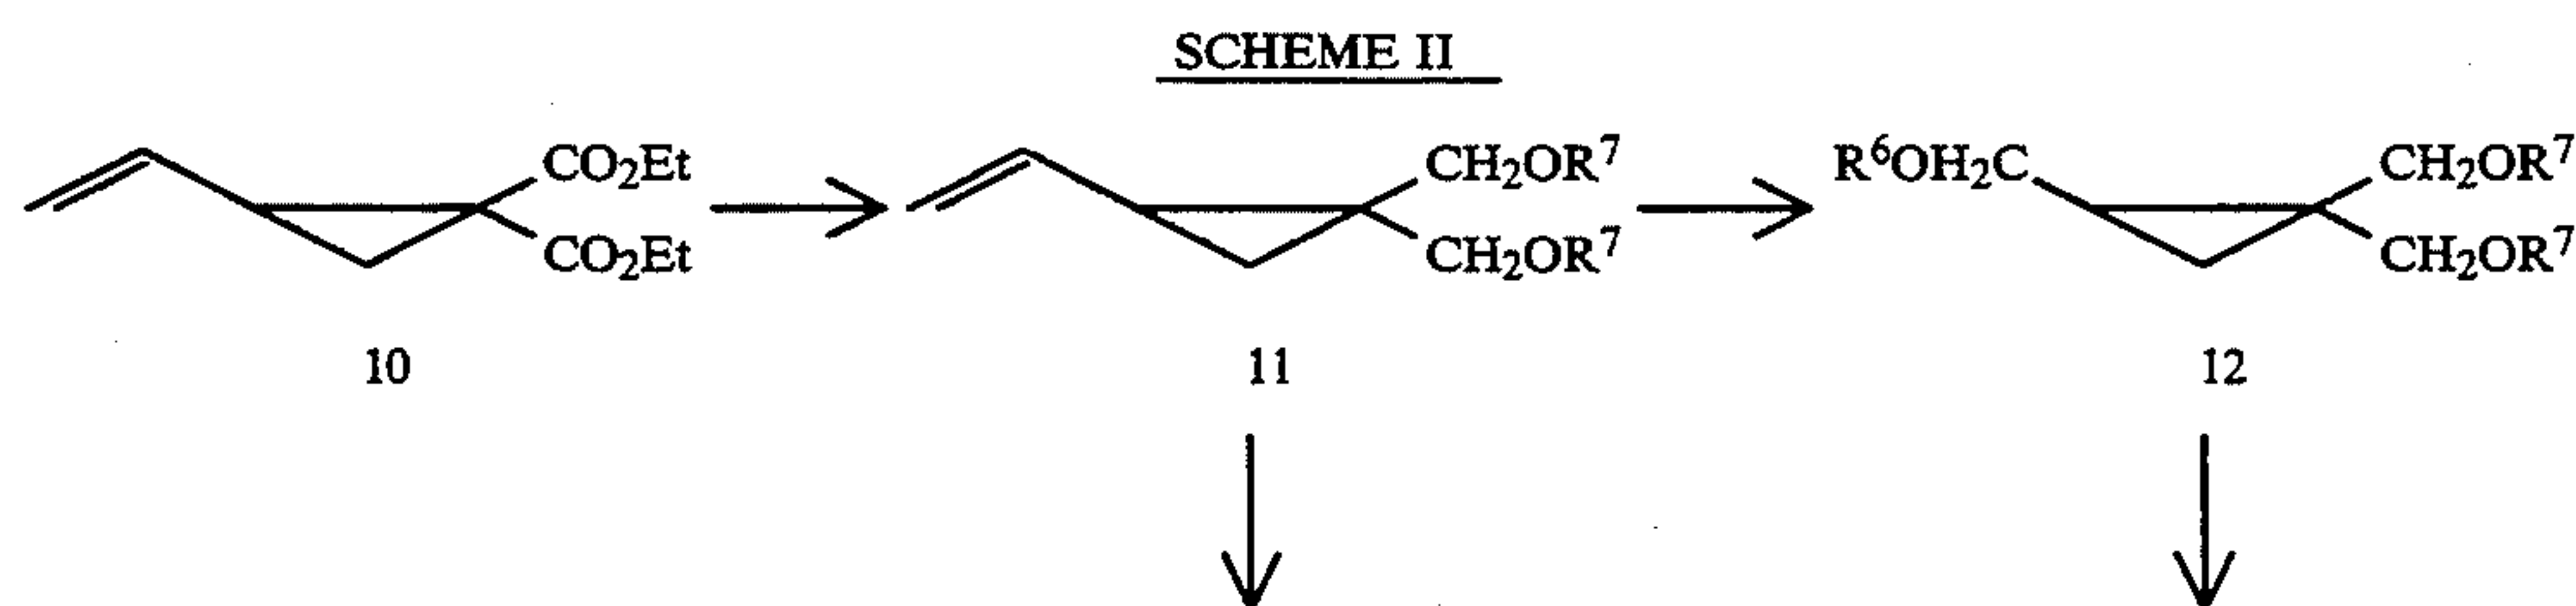 SCHEME II
CO₂Et CH₂OR⁷ R⁶OH₂C CH₂OR⁷
CO₂Et CH₂OR⁷ CH₂OR⁷
10 11 12